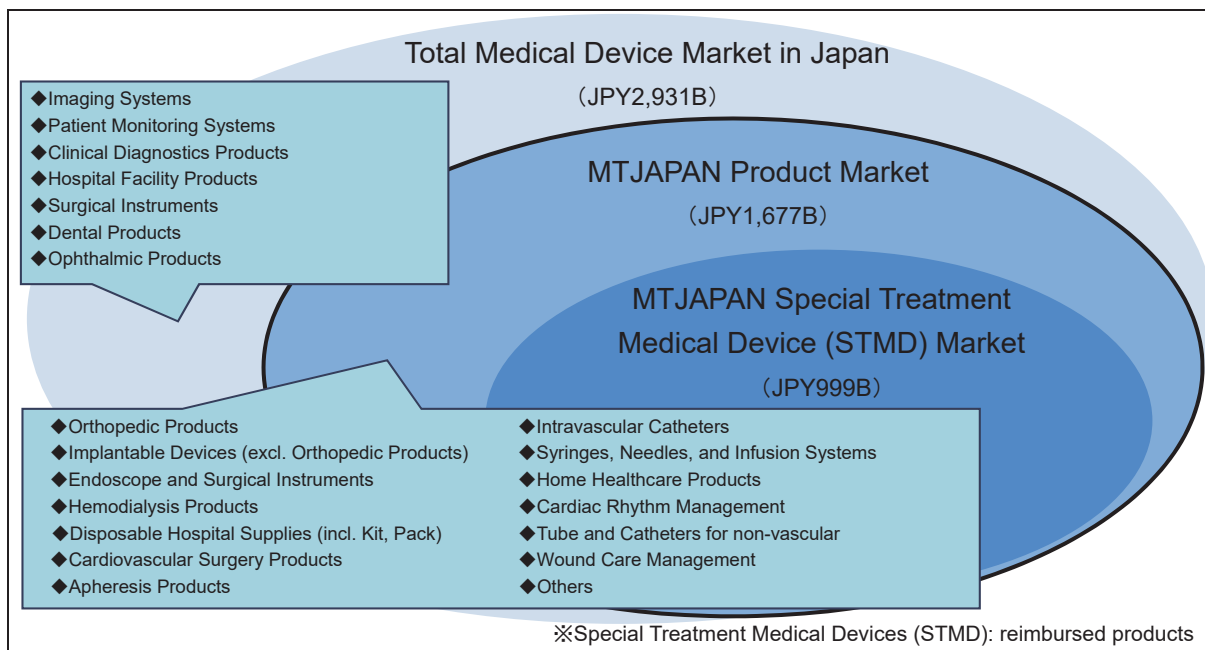 Total Medical Device Market in Japan
（JPY2,931B）
◆Imaging Systems
◆Patient Monitoring Systems
◆Clinical Diagnostics Products
◆Hospital Facility Products
◆Surgical Instruments
◆Dental Products
◆Ophthalmic Products
MTJAPAN Product Market
（JPY1,677B）
MTJAPAN Special Treatment
Medical Device (STMD) Market
（JPY999B）
◆Orthopedic Products
◆Implantable Devices (excl. Orthopedic Products)
◆Endoscope and Surgical Instruments
◆Hemodialysis Products
◆Disposable Hospital Supplies (incl. Kit, Pack)
◆Cardiovascular Surgery Products
◆Apheresis Products
◆Intravascular Catheters
◆Syringes, Needles, and Infusion Systems
◆Home Healthcare Products
◆Cardiac Rhythm Management
◆Tube and Catheters for non-vascular
◆Wound Care Management
◆Others
※Special Treatment Medical Devices (STMD): reimbursed products